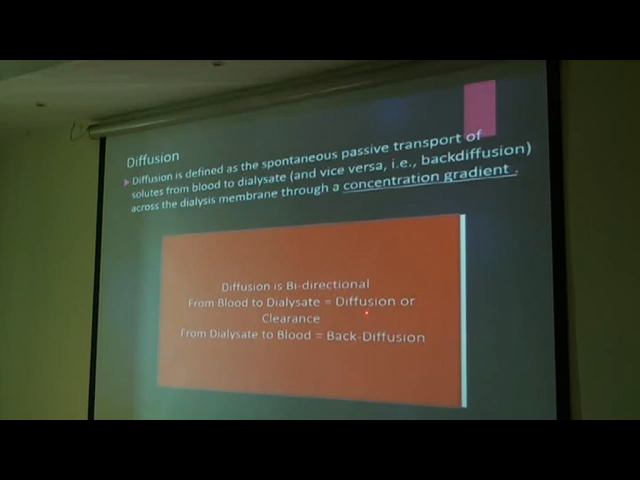 Diffusion
Diffusion is defined as the spontaneous passive transport of
solutes from blood to dialysate (and vice versa, i.e., backdiffusion)
across the dialysis membrane through a concentration gradient .
Diffusion is Bi-directional
From Blood to Dialysate = Diffusion or
Clearance
From Dialysate to Blood = Back-Diffusion